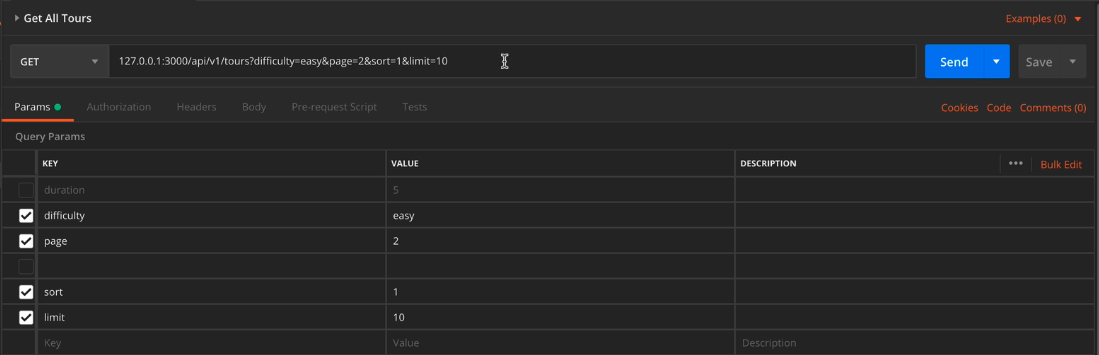 Get All Tours Examples (0)
GET 127.0.0.1:3000/api/v1/tours?difficulty=easy&page=2&sort=1&limit=10 Send Save
Params Authorization Headers Body Pre-request Script Tests Cookies Code Comments (0)
Query Params
KEY VALUE DESCRIPTION ••• Bulk Edit
duration 5
difficulty easy
page 2
sort 1
limit 10
Key Value Description